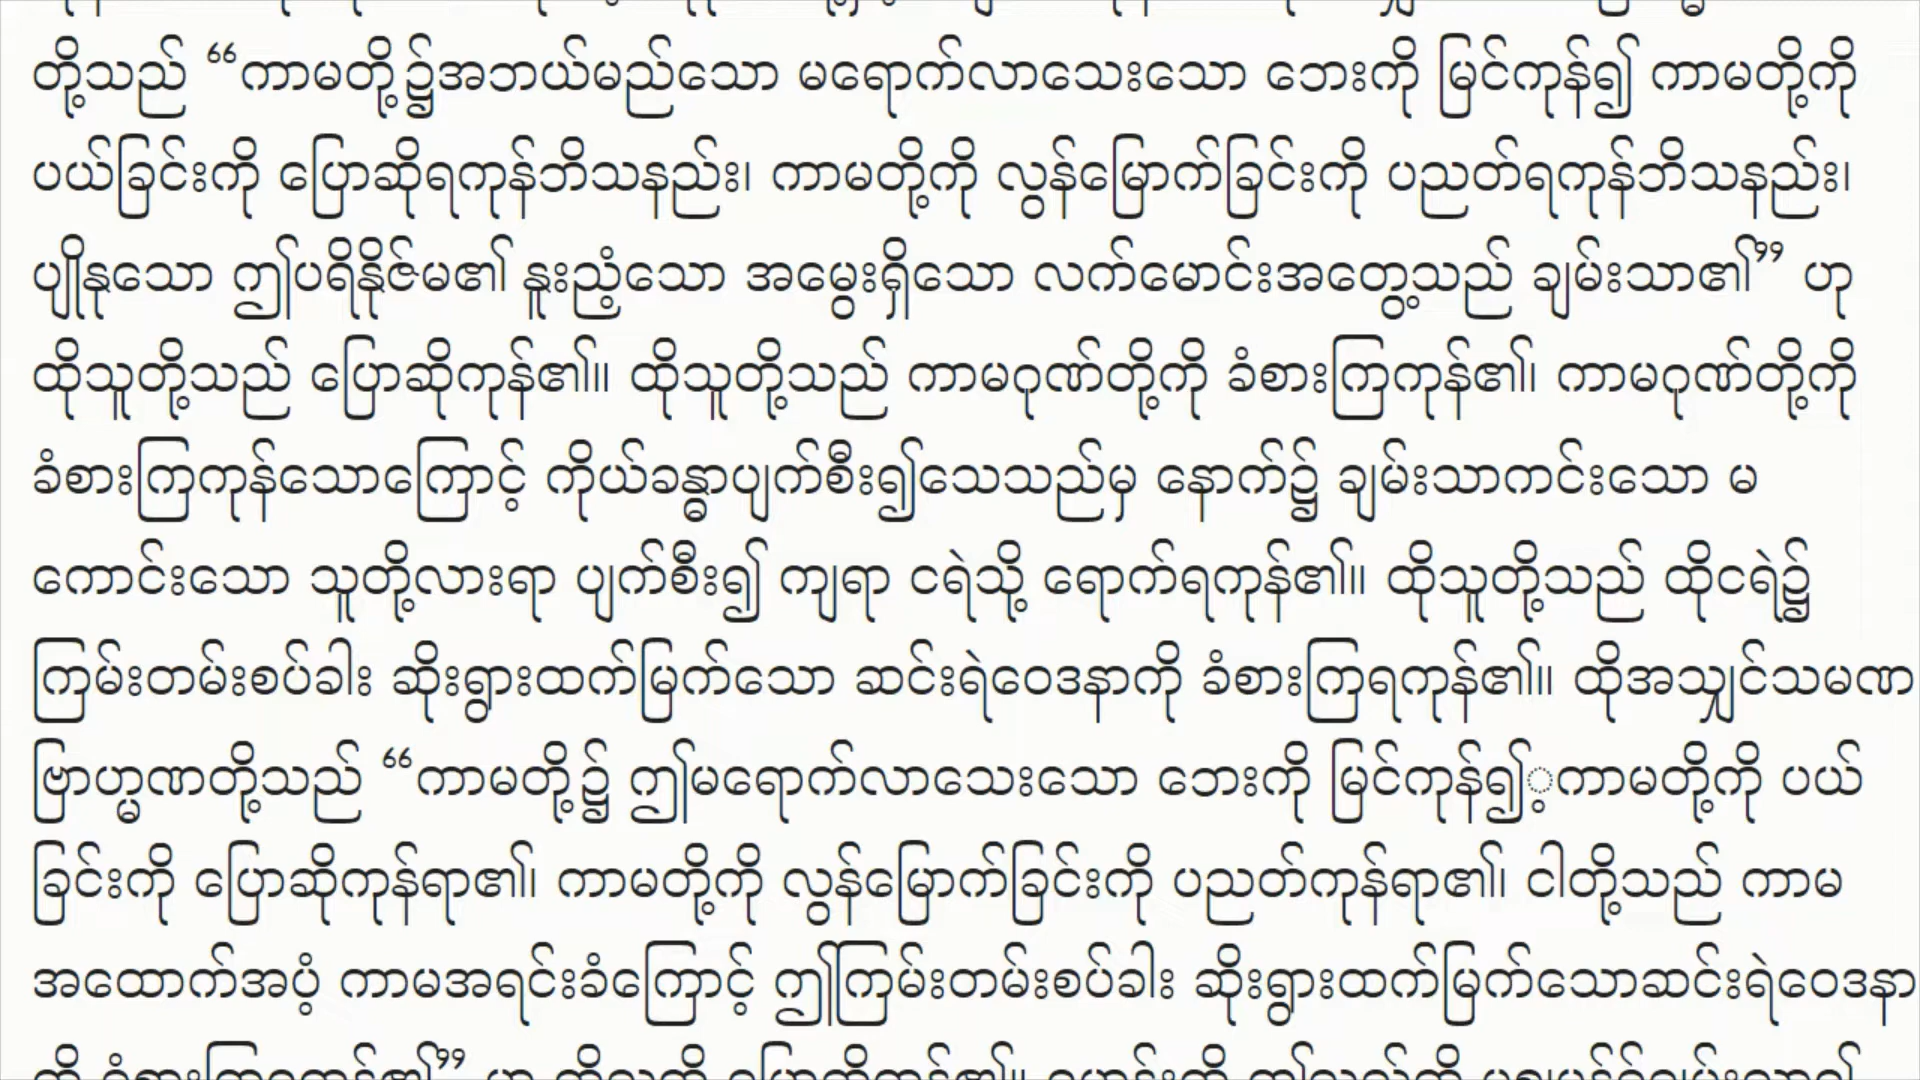 တို့သည် “ကာမတို့၌အဘယ်မည်သော မရောက်လာသေးသော ဘေးကို မြင်ကုန်၍ ကာမတို့ကို
ပယ်ခြင်းကို ပြောဆိုရကုန်ဘိသနည်း၊ ကာမတို့ကို လွန်မြောက်ခြင်းကို ပညတ်ရကုန်ဘိသနည်း၊
ပျိုနုသော ဤပရိနိုဇ်မ၏ နူးညံ့သော အမွေးရှိသော လက်မောင်းအတွေ့သည် ချမ်းသာ၏” ဟု
ထိုသူတို့သည် ပြောဆိုကုန်၏။ ထိုသူတို့သည် ကာမဂုဏ်တို့ကို ခံစားကြကုန်၏၊ ကာမဂုဏ်တို့ကို
ခံစားကြကုန်သောကြောင့် ကိုယ်ခန္ဓာပျက်စီး၍သေသည်မှ နောက်၌ ချမ်းသာကင်းသော မ
ကောင်းသော သူတို့လားရာ ပျက်စီး၍ ကျရာ ငရဲသို့ ရောက်ရကုန်၏။ ထိုသူတို့သည် ထိုငရဲ၌
ကြမ်းတမ်းစပ်ခါး ဆိုးရွားထက်မြက်သော ဆင်းရဲဝေဒနာကို ခံစားကြရကုန်၏။ ထိုအသျှင်သမဏ
ဗြာဟ္မဏတို့သည် “ကာမတို့၌ ဤမရောက်လာသေးသော ဘေးကို မြင်ကုန်၍့ကာမတို့ကို ပယ်
ခြင်းကို ပြောဆိုကုန်ရာ၏၊ ကာမတို့ကို လွန်မြောက်ခြင်းကို ပညတ်ကုန်ရာ၏၊ ငါတို့သည် ကာမ
အထောက်အပံ့ ကာမအရင်းခံကြောင့် ဤကြမ်းတမ်းစပ်ခါး ဆိုးရွားထက်မြက်သောဆင်းရဲဝေဒနာ